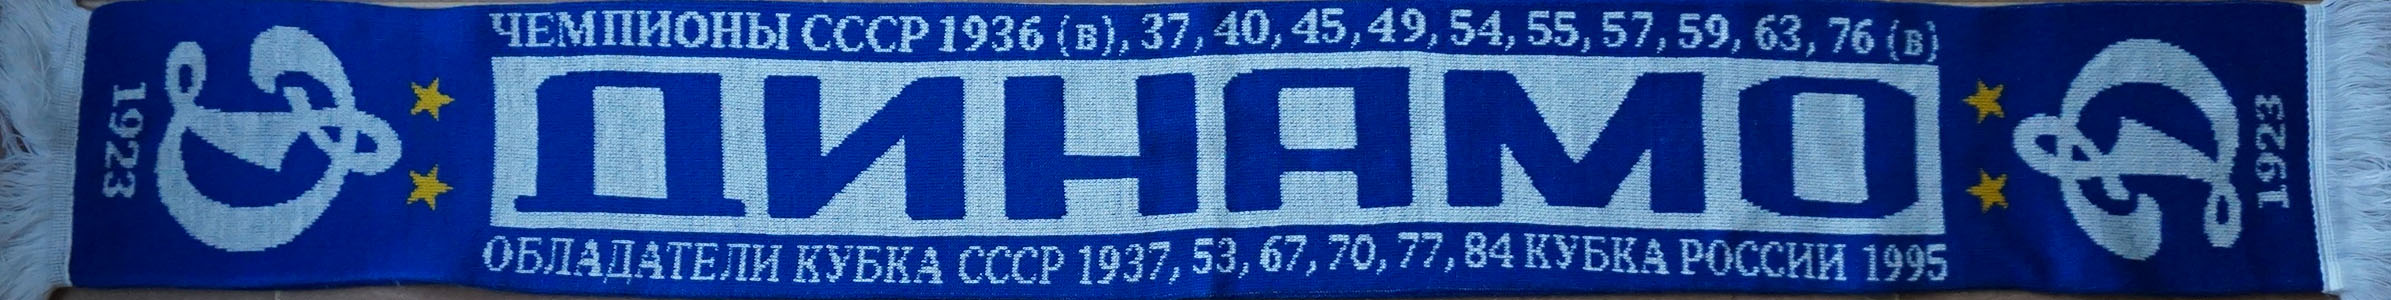 ЧЕМПИОНЫ СССР 1936 (в), 37, 40, 45, 49, 54, 55, 57, 59, 63, 76 (в)
1923
ДИНАМО
1923
ОБЛАДАТЕЛИ КУБКА СССР 1937, 53, 67, 70, 77, 84 КУБКА РОССИИ 1995